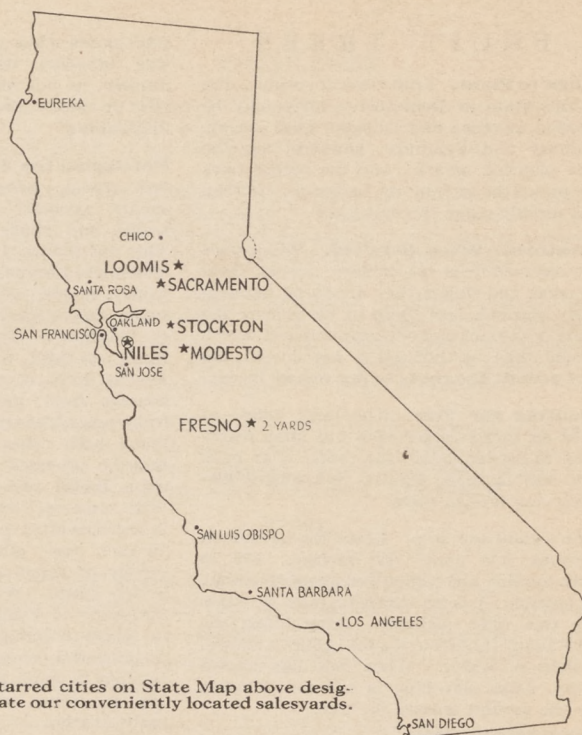 EUREKA
CHICO
LOOMIS
SANTA ROSA
SACRAMENTO
OAKLAND
STOCKTON
SAN FRANCISCO
NILES
MODESTO
SAN JOSE
FRESNO 2 YARDS
SAN LUIS OBISPO
SANTA BARBARA
LOS ANGELES
tarred cities on State Map above desig-
ate our conveniently located salesyards.
SAN DIEGO